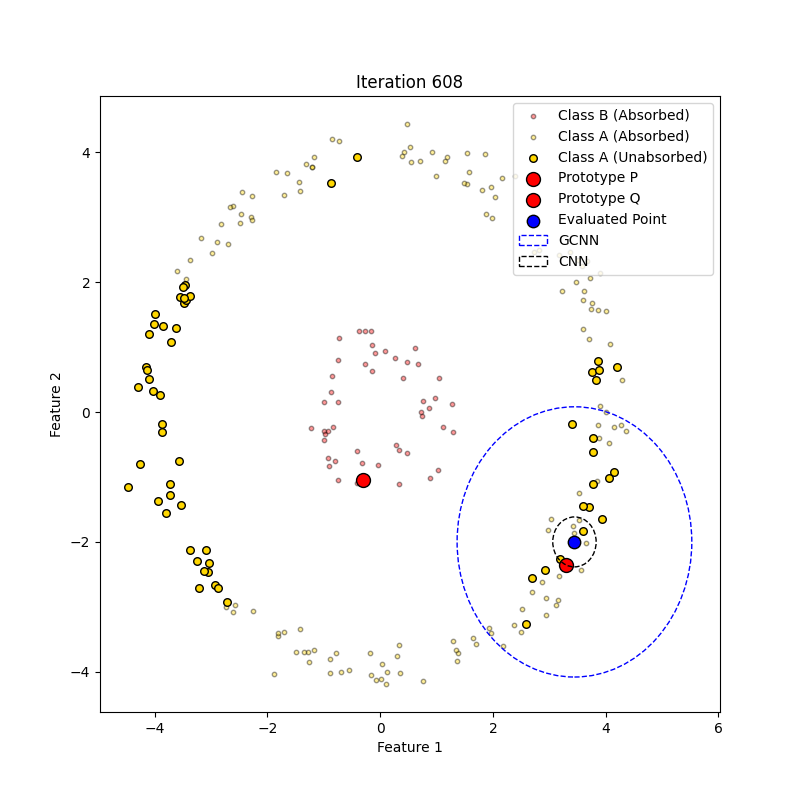 Iteration 608
Class B (Absorbed)
Class A (Absorbed)
Class A (Unabsorbed)
Prototype P
Prototype Q
Evaluated Point
GCNN
CNN
4
2
0
−2
−4
Feature 2
−4
−2
0
2
4
6
Feature 1